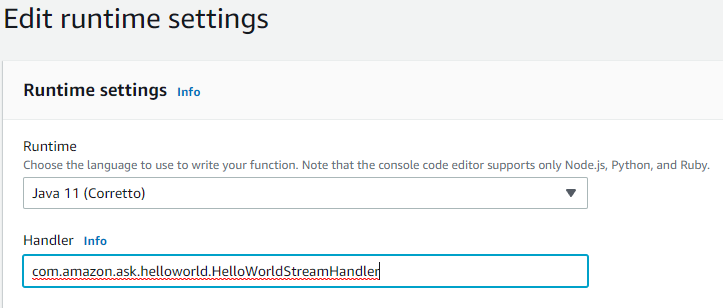 Edit runtime settings
Runtime settings Info
Runtime
Choose the language to use to write your function. Note that the console code editor supports only Node.js, Python, and Ruby.
Java 11 (Corretto)
Handler Info
com.amazon.ask.helloworld.HelloWorldStreamHandler